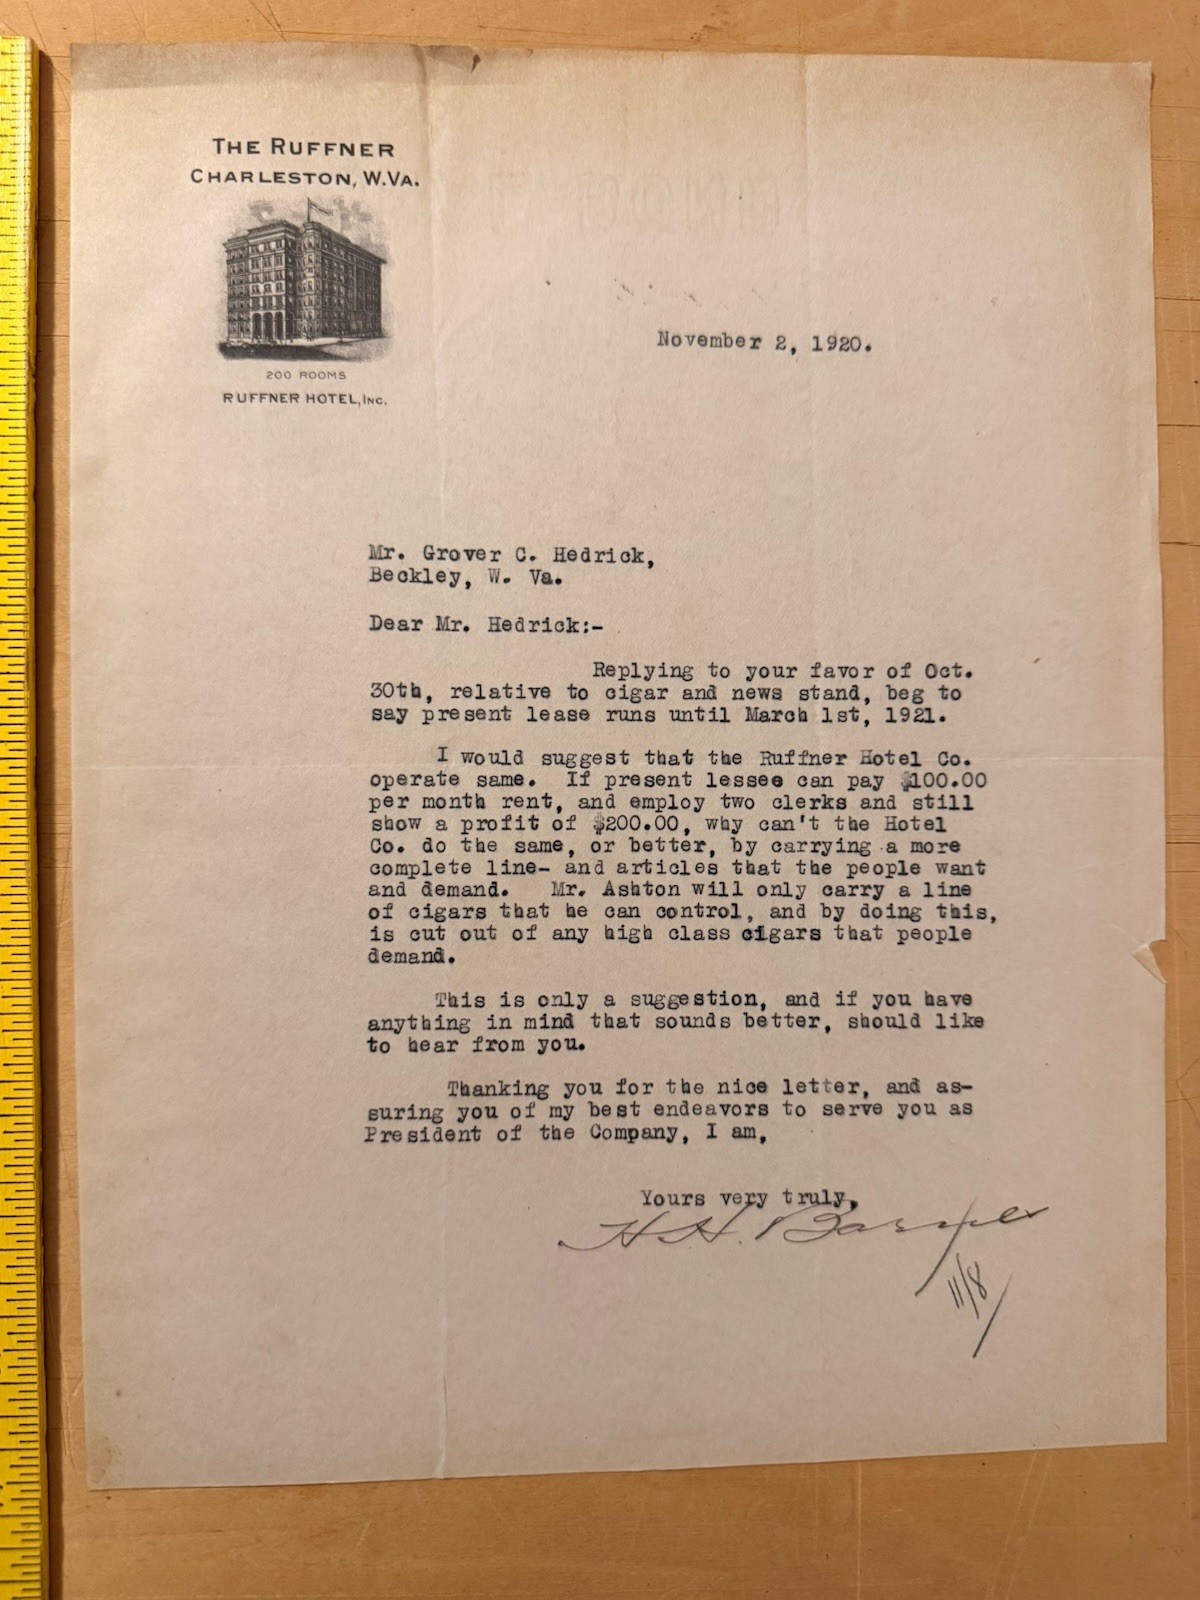 THE RUFFNER
CHARLESTON, W.VA.
200 ROOMS
RUFFNER HOTEL, INC.
November 2, 1920.
Mr. Grover C. Hedrick,
Beckley, W. Va.
Dear Mr. Hedrick:-
Replying to your favor of Oct.
30th, relative to cigar and news stand, beg to
say present lease runs until March 1st, 1921.
I would suggest that the Ruffner Hotel Co.
operate same. If present lessee can pay $100.00
per month rent, and employ two clerks and still
show a profit of $200.00, why can't the Hotel
Co. do the same, or better, by carrying a more
complete line- and articles that the people want
and demand. Mr. Ashton will only carry a line
of cigars that he can control, and by doing this,
is cut out of any high class cigars that people
demand.
This is only a suggestion, and if you have
anything in mind that sounds better, should like
to hear from you.
Thanking you for the nice letter, and as-
suring you of my best endeavors to serve you as
President of the Company, I am,
Yours very truly,
H H.
11/8